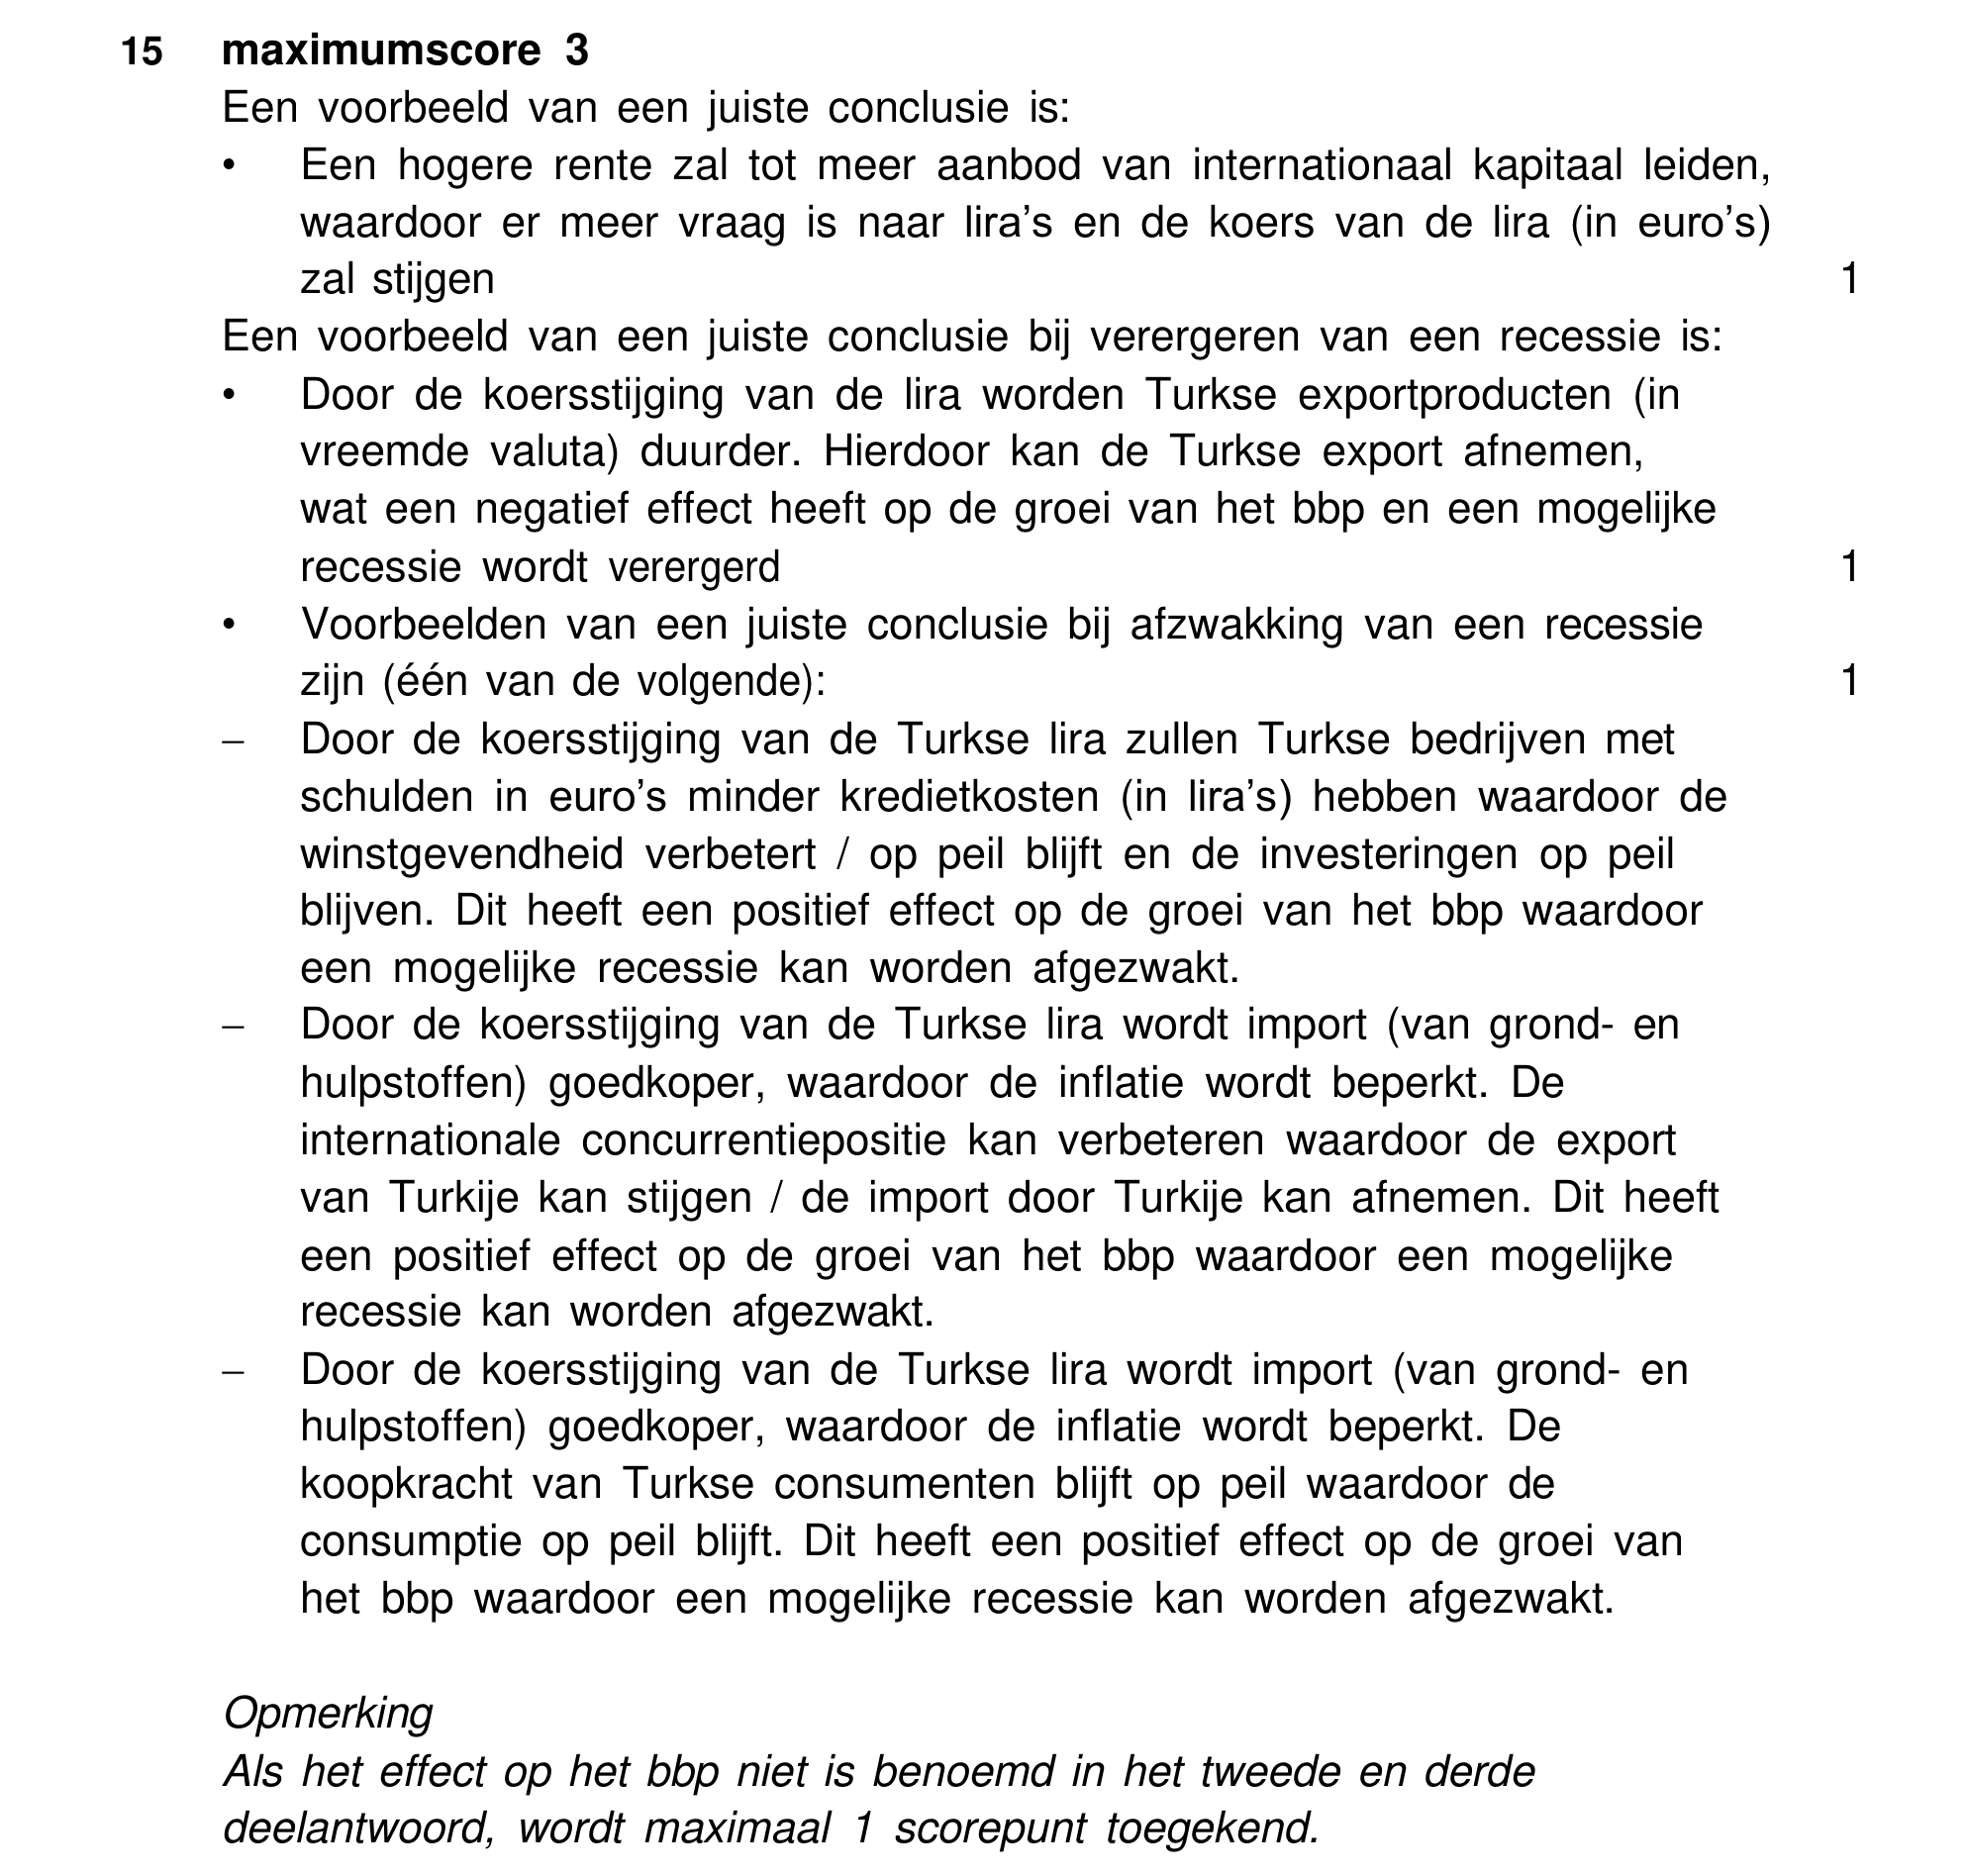 15 maximumscore 3
Een voorbeeld van een juiste conclusie is:
• Een hogere rente zal tot meer aanbod van internationaal kapitaal leiden,
waardoor er meer vraag is naar lira’s en de koers van de lira (in euro’s)
zal stijgen 1
Een voorbeeld van een juiste conclusie bij verergeren van een recessie is:
• Door de koersstijging van de lira worden Turkse exportproducten (in
vreemde valuta) duurder. Hierdoor kan de Turkse export afnemen,
wat een negatief effect heeft op de groei van het bbp en een mogelijke
recessie wordt verergerd 1
• Voorbeelden van een juiste conclusie bij afzwakking van een recessie
zijn (één van de volgende): 1
– Door de koersstijging van de Turkse lira zullen Turkse bedrijven met
schulden in euro’s minder kredietkosten (in lira’s) hebben waardoor de
winstgevendheid verbetert / op peil blijft en de investeringen op peil
blijven. Dit heeft een positief effect op de groei van het bbp waardoor
een mogelijke recessie kan worden afgezwakt.
– Door de koersstijging van de Turkse lira wordt import (van grond- en
hulpstoffen) goedkoper, waardoor de inflatie wordt beperkt. De
internationale concurrentiepositie kan verbeteren waardoor de export
van Turkije kan stijgen / de import door Turkije kan afnemen. Dit heeft
een positief effect op de groei van het bbp waardoor een mogelijke
recessie kan worden afgezwakt.
– Door de koersstijging van de Turkse lira wordt import (van grond- en
hulpstoffen) goedkoper, waardoor de inflatie wordt beperkt. De
koopkracht van Turkse consumenten blijft op peil waardoor de
consumptie op peil blijft. Dit heeft een positief effect op de groei van
het bbp waardoor een mogelijke recessie kan worden afgezwakt.
Opmerking
Als het effect op het bbp niet is benoemd in het tweede en derde
deelantwoord, wordt maximaal 1 scorepunt toegekend.